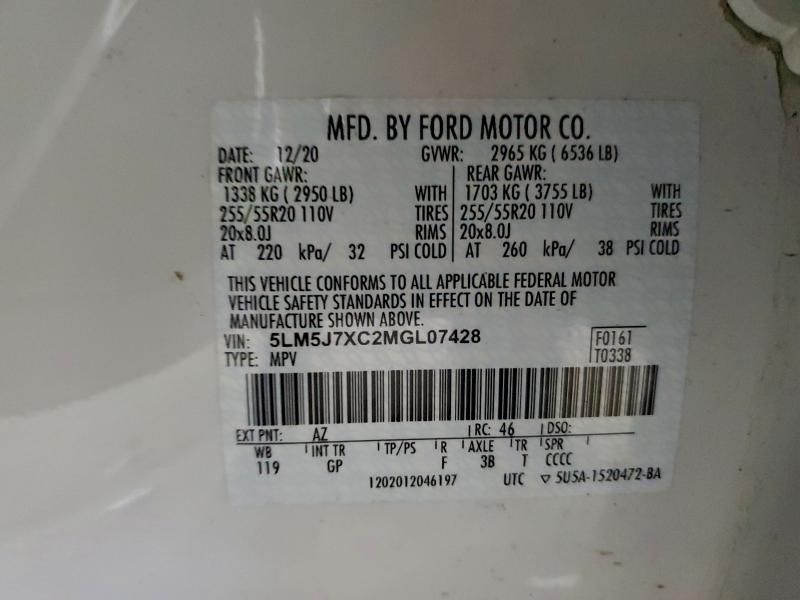 MFD. BY FORD MOTOR CO.
DATE: 12/20 GVWR: 2965 KG ( 6536 LB)
FRONT GAWR: REAR GAWR:
1338 KG ( 2950 LB) WITH 1703 KG ( 3755 LB) WITH
255/55R20 110V TIRES 255/55R20 110V TIRES
20x8.0J RIMS 20x8.0J RIMS
AT 220 kPa/ 32 PSI COLD AT 260 kPa/ 38 PSI COLD
THIS VEHICLE CONFORMS TO ALL APPLICABLE FEDERAL MOTOR
VEHICLE SAFETY STANDARDS IN EFFECT ON THE DATE OF
MANUFACTURE SHOWN ABOVE.
VIN: 5LM5J7XC2MGL07428 F0161
TYPE: MPV T0338
EXT PNT: AZ RC: 46 DSO:
WB INT TR TP/PS R AXLE TR SPR
119 GP F 3B T CCCC
1202012046197 UTC ▽ 5U5A-1520472-BA